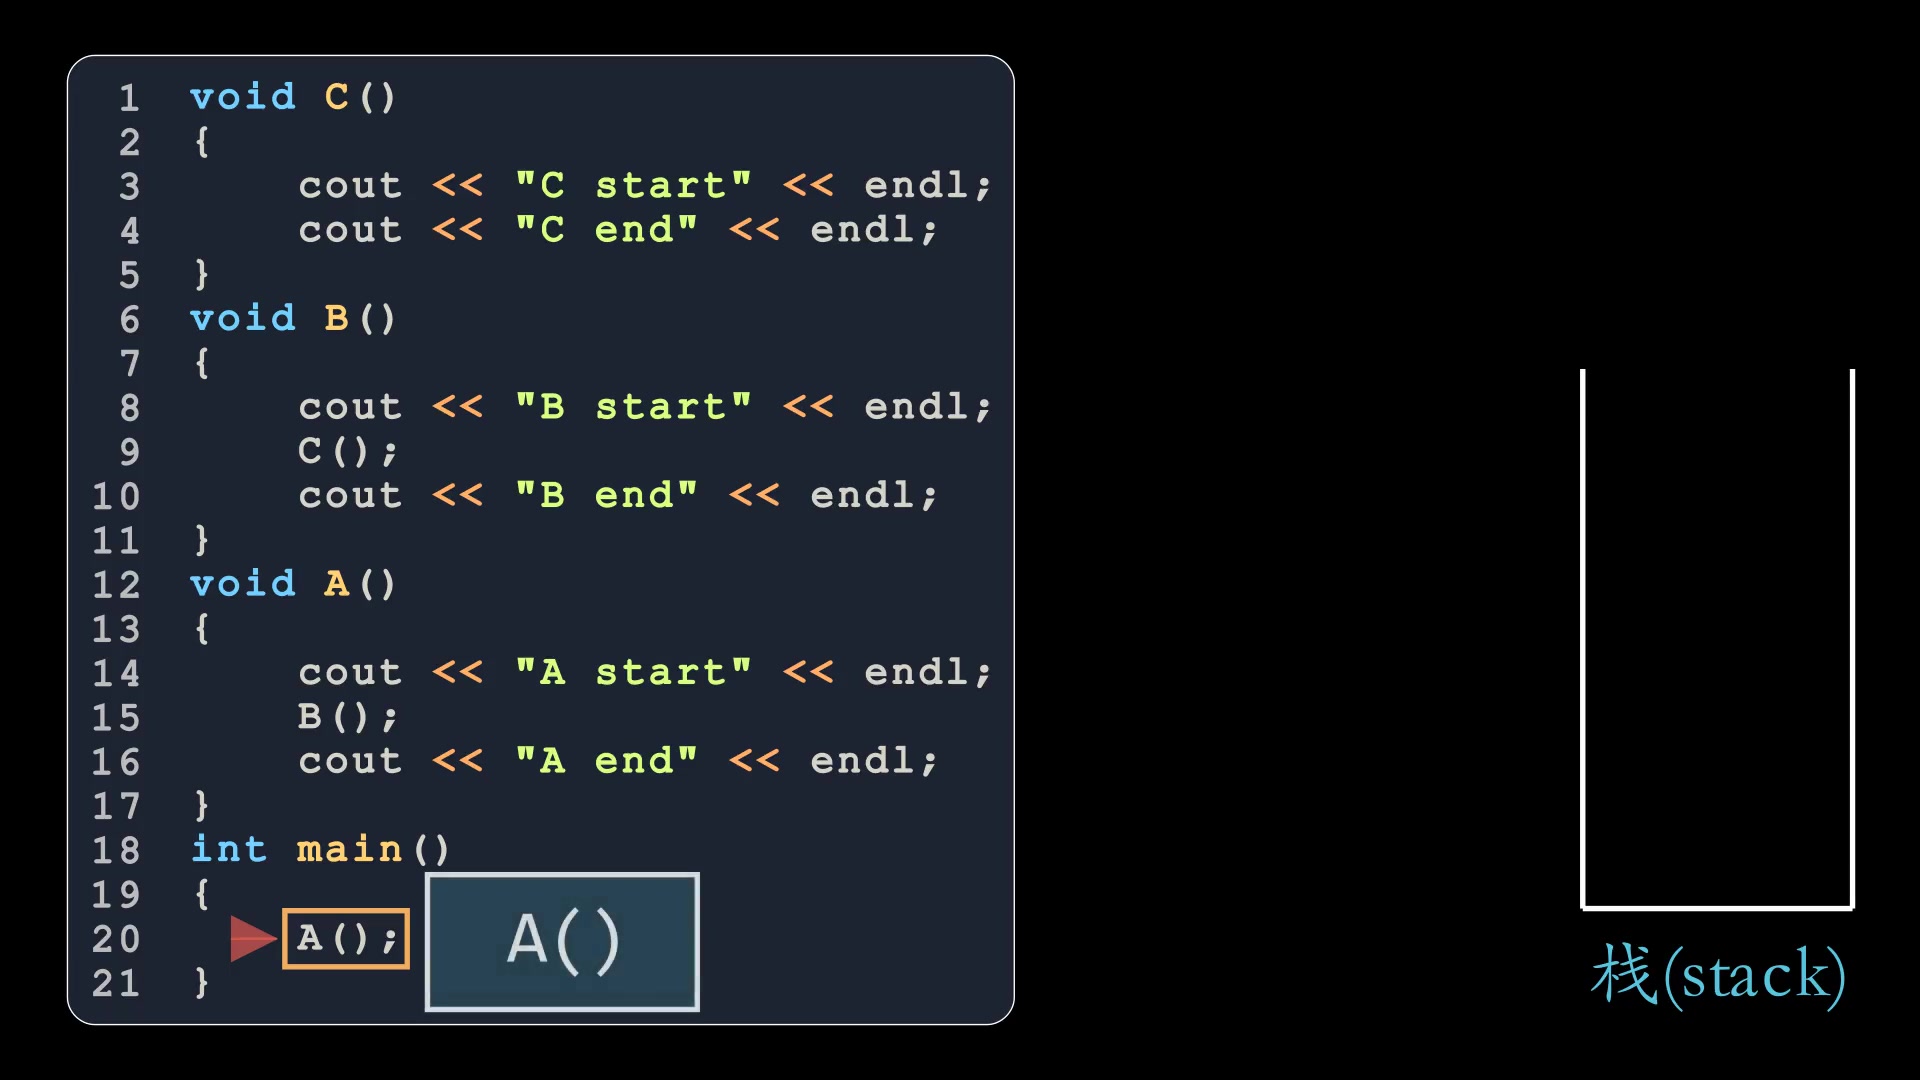 1 void C()
2 {
3     cout << "C start" << endl;
4     cout << "C end" << endl;
5 }
6 void B()
7 {
8     cout << "B start" << endl;
9     C();
10     cout << "B end" << endl;
11 }
12 void A()
13 {
14     cout << "A start" << endl;
15     B();
16     cout << "A end" << endl;
17 }
18 int main()
19 {
20     A(); A()
21 }
栈(stack)